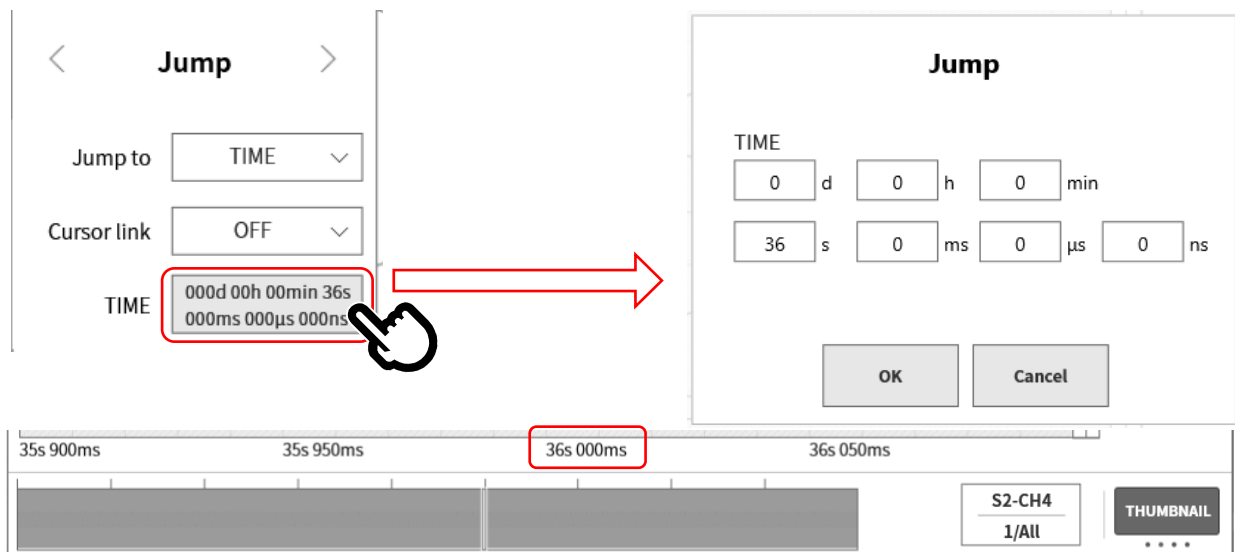 Jump
Jump to
TIME
Cursor link
OFF
TIME
000d 00h 00min 36s
000ms 000µs 000ns
Jump
TIME
0 d 0 h 0 min
36 s 0 ms 0 µs 0 ns
OK
Cancel
35s 900ms 35s 950ms 36s 000ms 36s 050ms
S2-CH4
1/All
THUMBNAIL